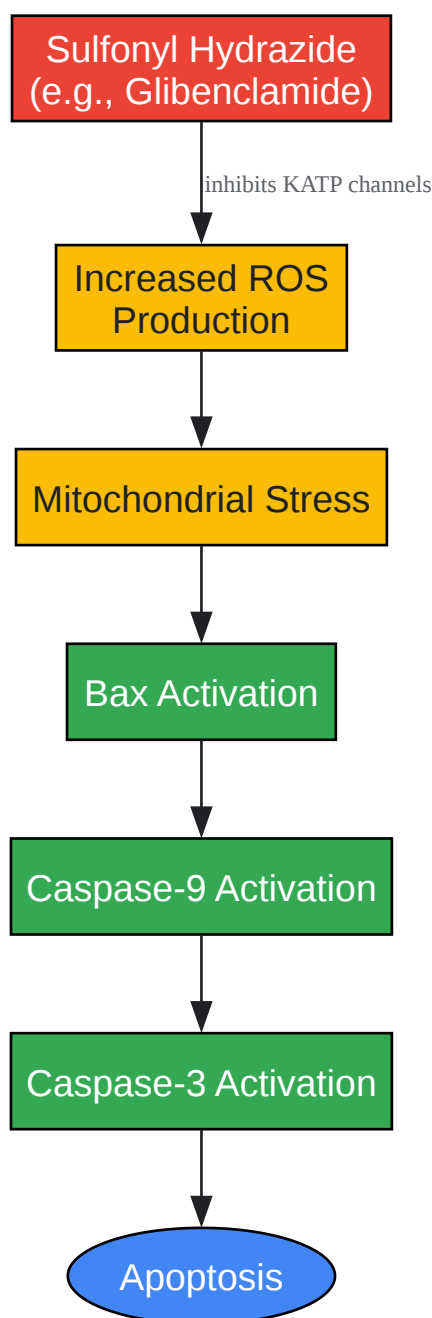 Sulfonyl Hydrazide
(e.g., Glibenclamide)
inhibits KATP channels
Increased ROS
Production
Mitochondrial Stress
Bax Activation
Caspase-9 Activation
Caspase-3 Activation
Apoptosis